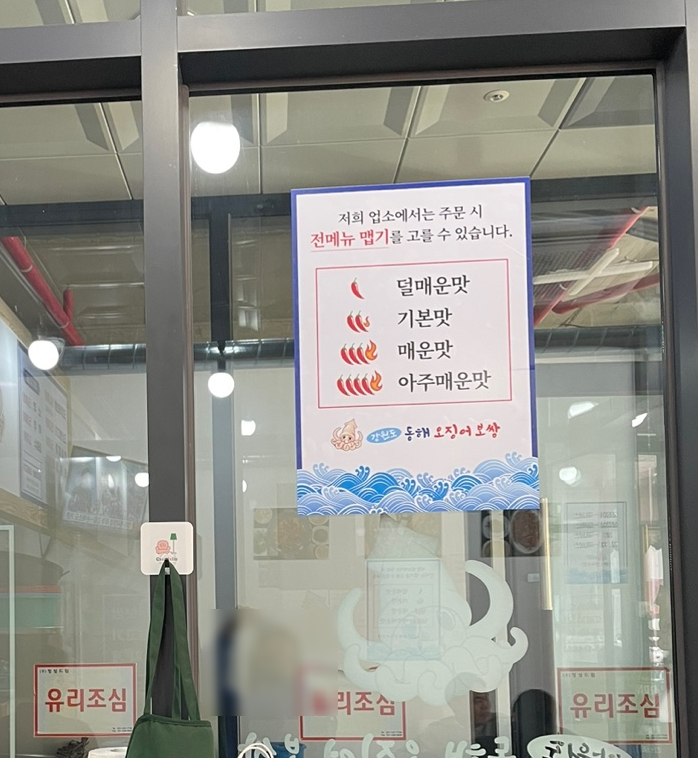 저희 업소에서는 주문 시
전메뉴 맵기를 고를 수 있습니다.
덜매운맛
기본맛
매운맛
아주매운맛
강원도 동해 오징어 보쌈
유리조심
유리조심
유리조심